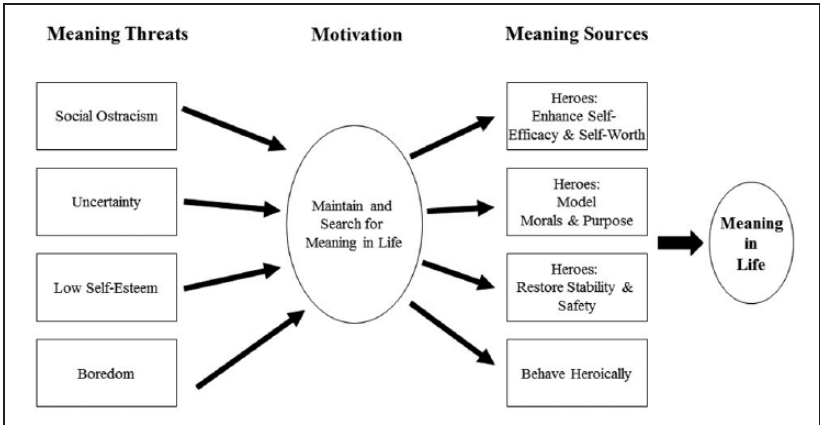 Meaning Threats
Motivation
Meaning Sources
Social Ostracism
Uncertainty
Low Self-Esteem
Boredom
Maintain and
Search for
Meaning in Life
Heroes:
Enhance Self-
Efficacy & Self-Worth
Heroes:
Model
Morals & Purpose
Heroes:
Restore Stability &
Safety
Behave Heroically
Meaning
in
Life